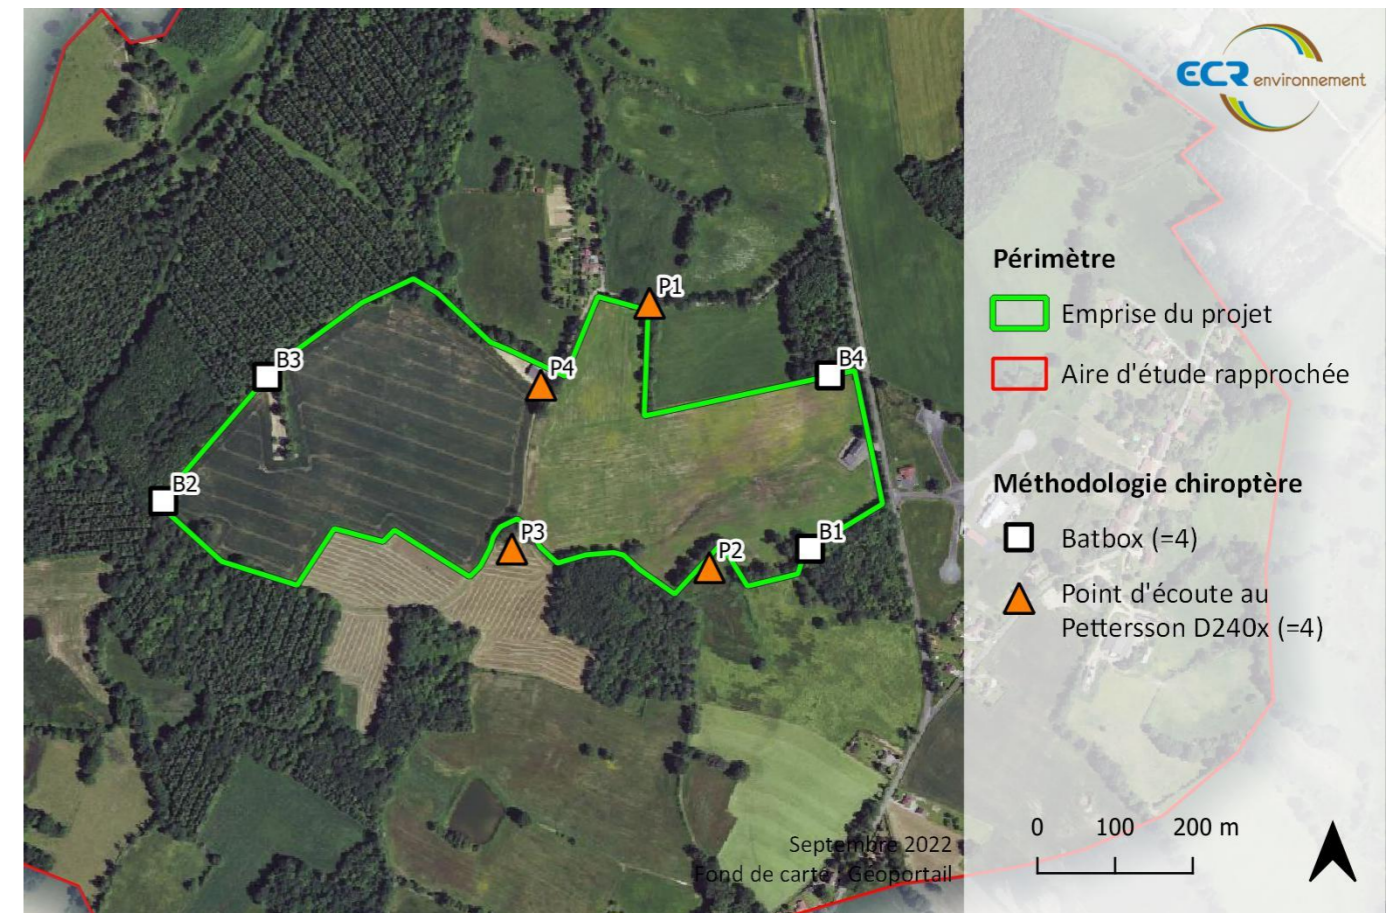 ECR environnement
Périmètre
Emprise du projet
Aire d'étude rapprochée
Méthodologie chiroptère
Batbox (=4)
Point d'écoute au
Pettersson D240x (=4)
0 100 200 m
P1
B3
P4
B4
B2
P3
B1
P2
Septembre 2022
Fond de carte : Géoportail